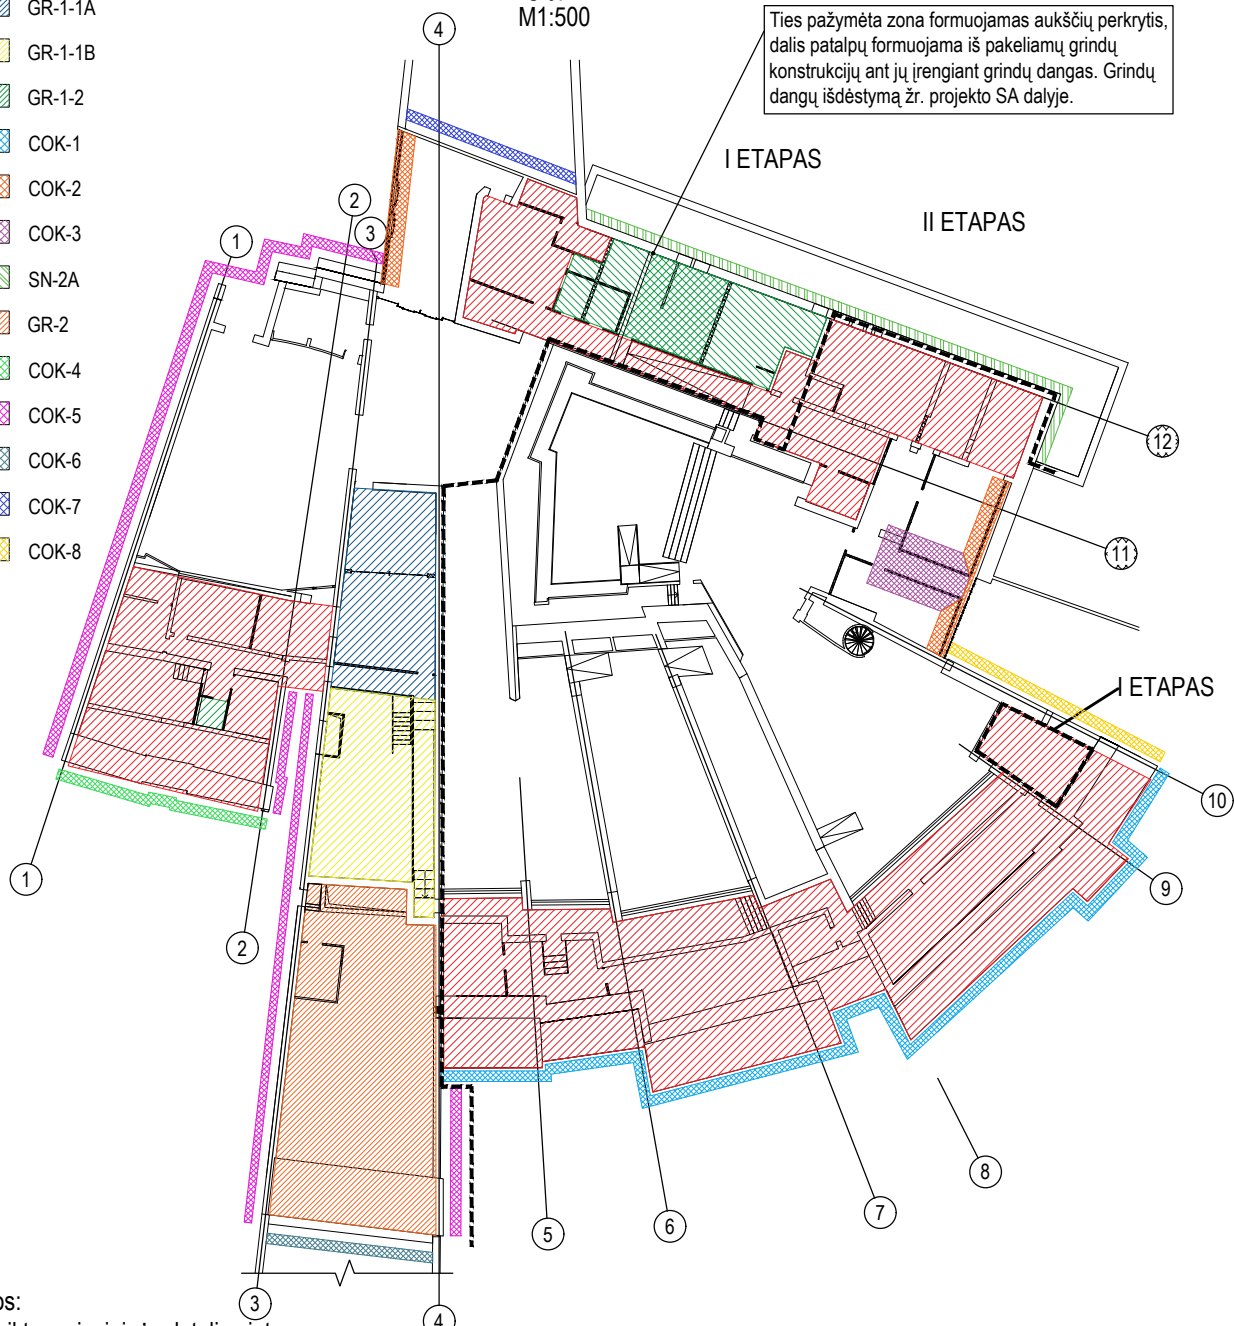 GR-1-1A
GR-1-1B
GR-1-2
COK-1
COK-2
COK-3
SN-2A
GR-2
COK-4
COK-5
COK-6
COK-7
COK-8
M1:500
Ties pažymėta zona formuojamas aukščių perkrytis,
dalis patalpų formuojama iš pakeliamų grindų
konstrukcijų ant jų įrengiant grindų dangas. Grindų
dangų išdėstymą žr. projekto SA dalyje.
I ETAPAS
II ETAPAS
4
2
3
1
12
11
I ETAPAS
10
9
1
2
8
7
6
5
3
4